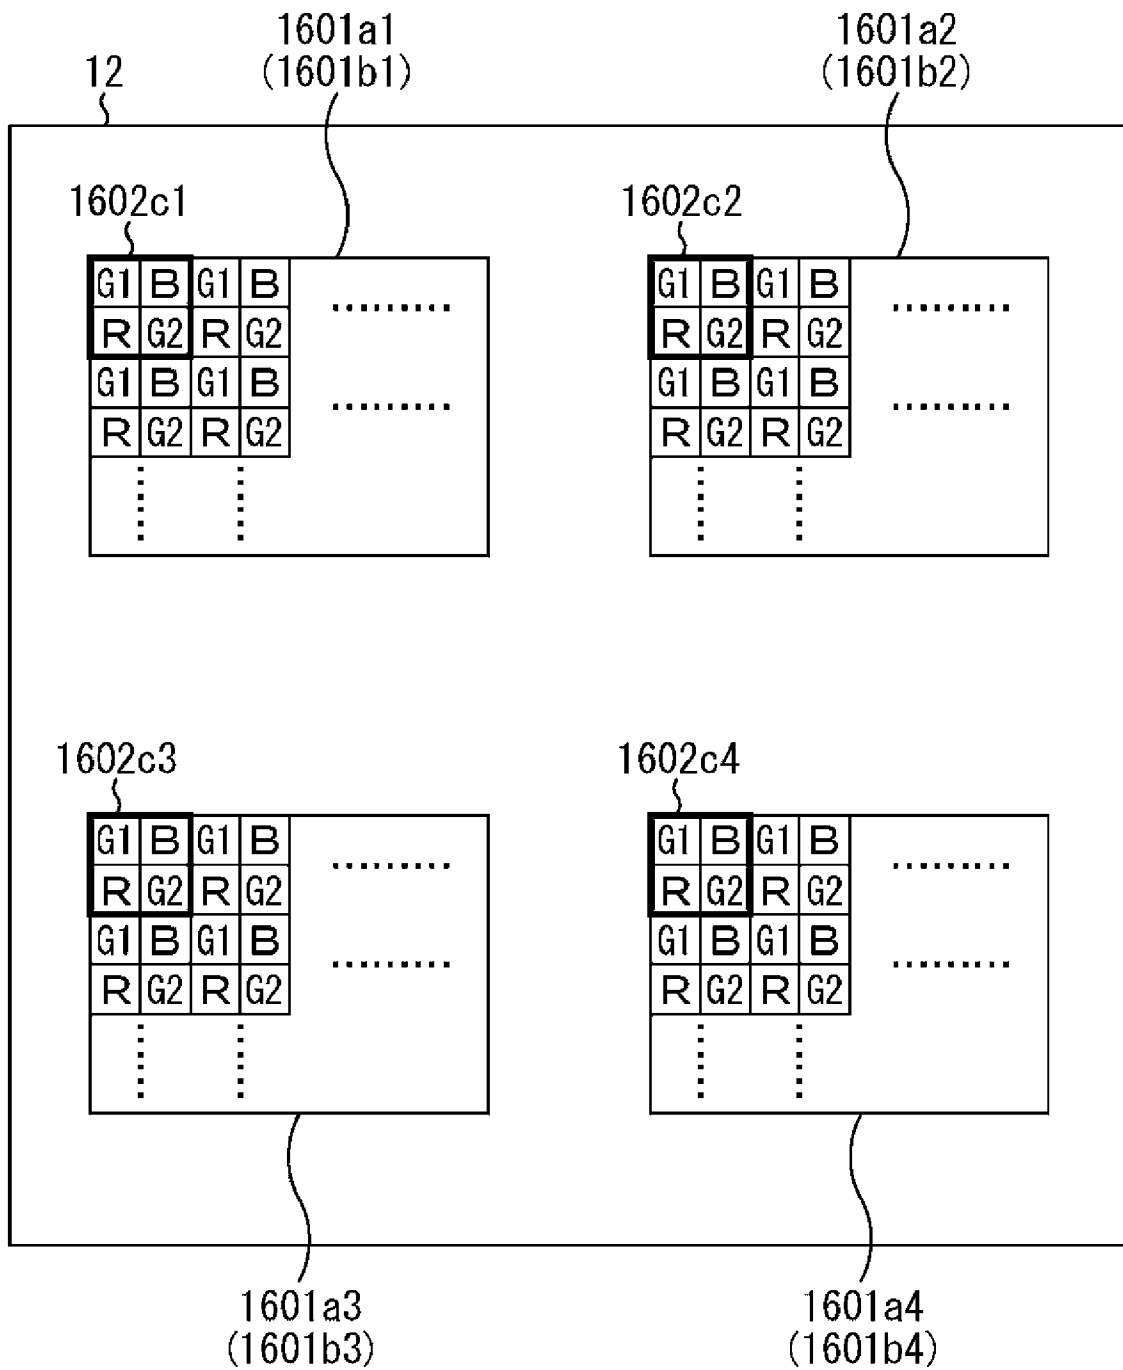 1601a1
(1601b1)
1601a2
(1601b2)
12
1602c1
1602c2
G1 B G1 B
R G2 R G2
G1 B G1 B
R G2 R G2
G1 B G1 B
R G2 R G2
G1 B G1 B
R G2 R G2
1602c3
1602c4
G1 B G1 B
R G2 R G2
G1 B G1 B
R G2 R G2
G1 B G1 B
R G2 R G2
G1 B G1 B
R G2 R G2
1601a3
(1601b3)
1601a4
(1601b4)